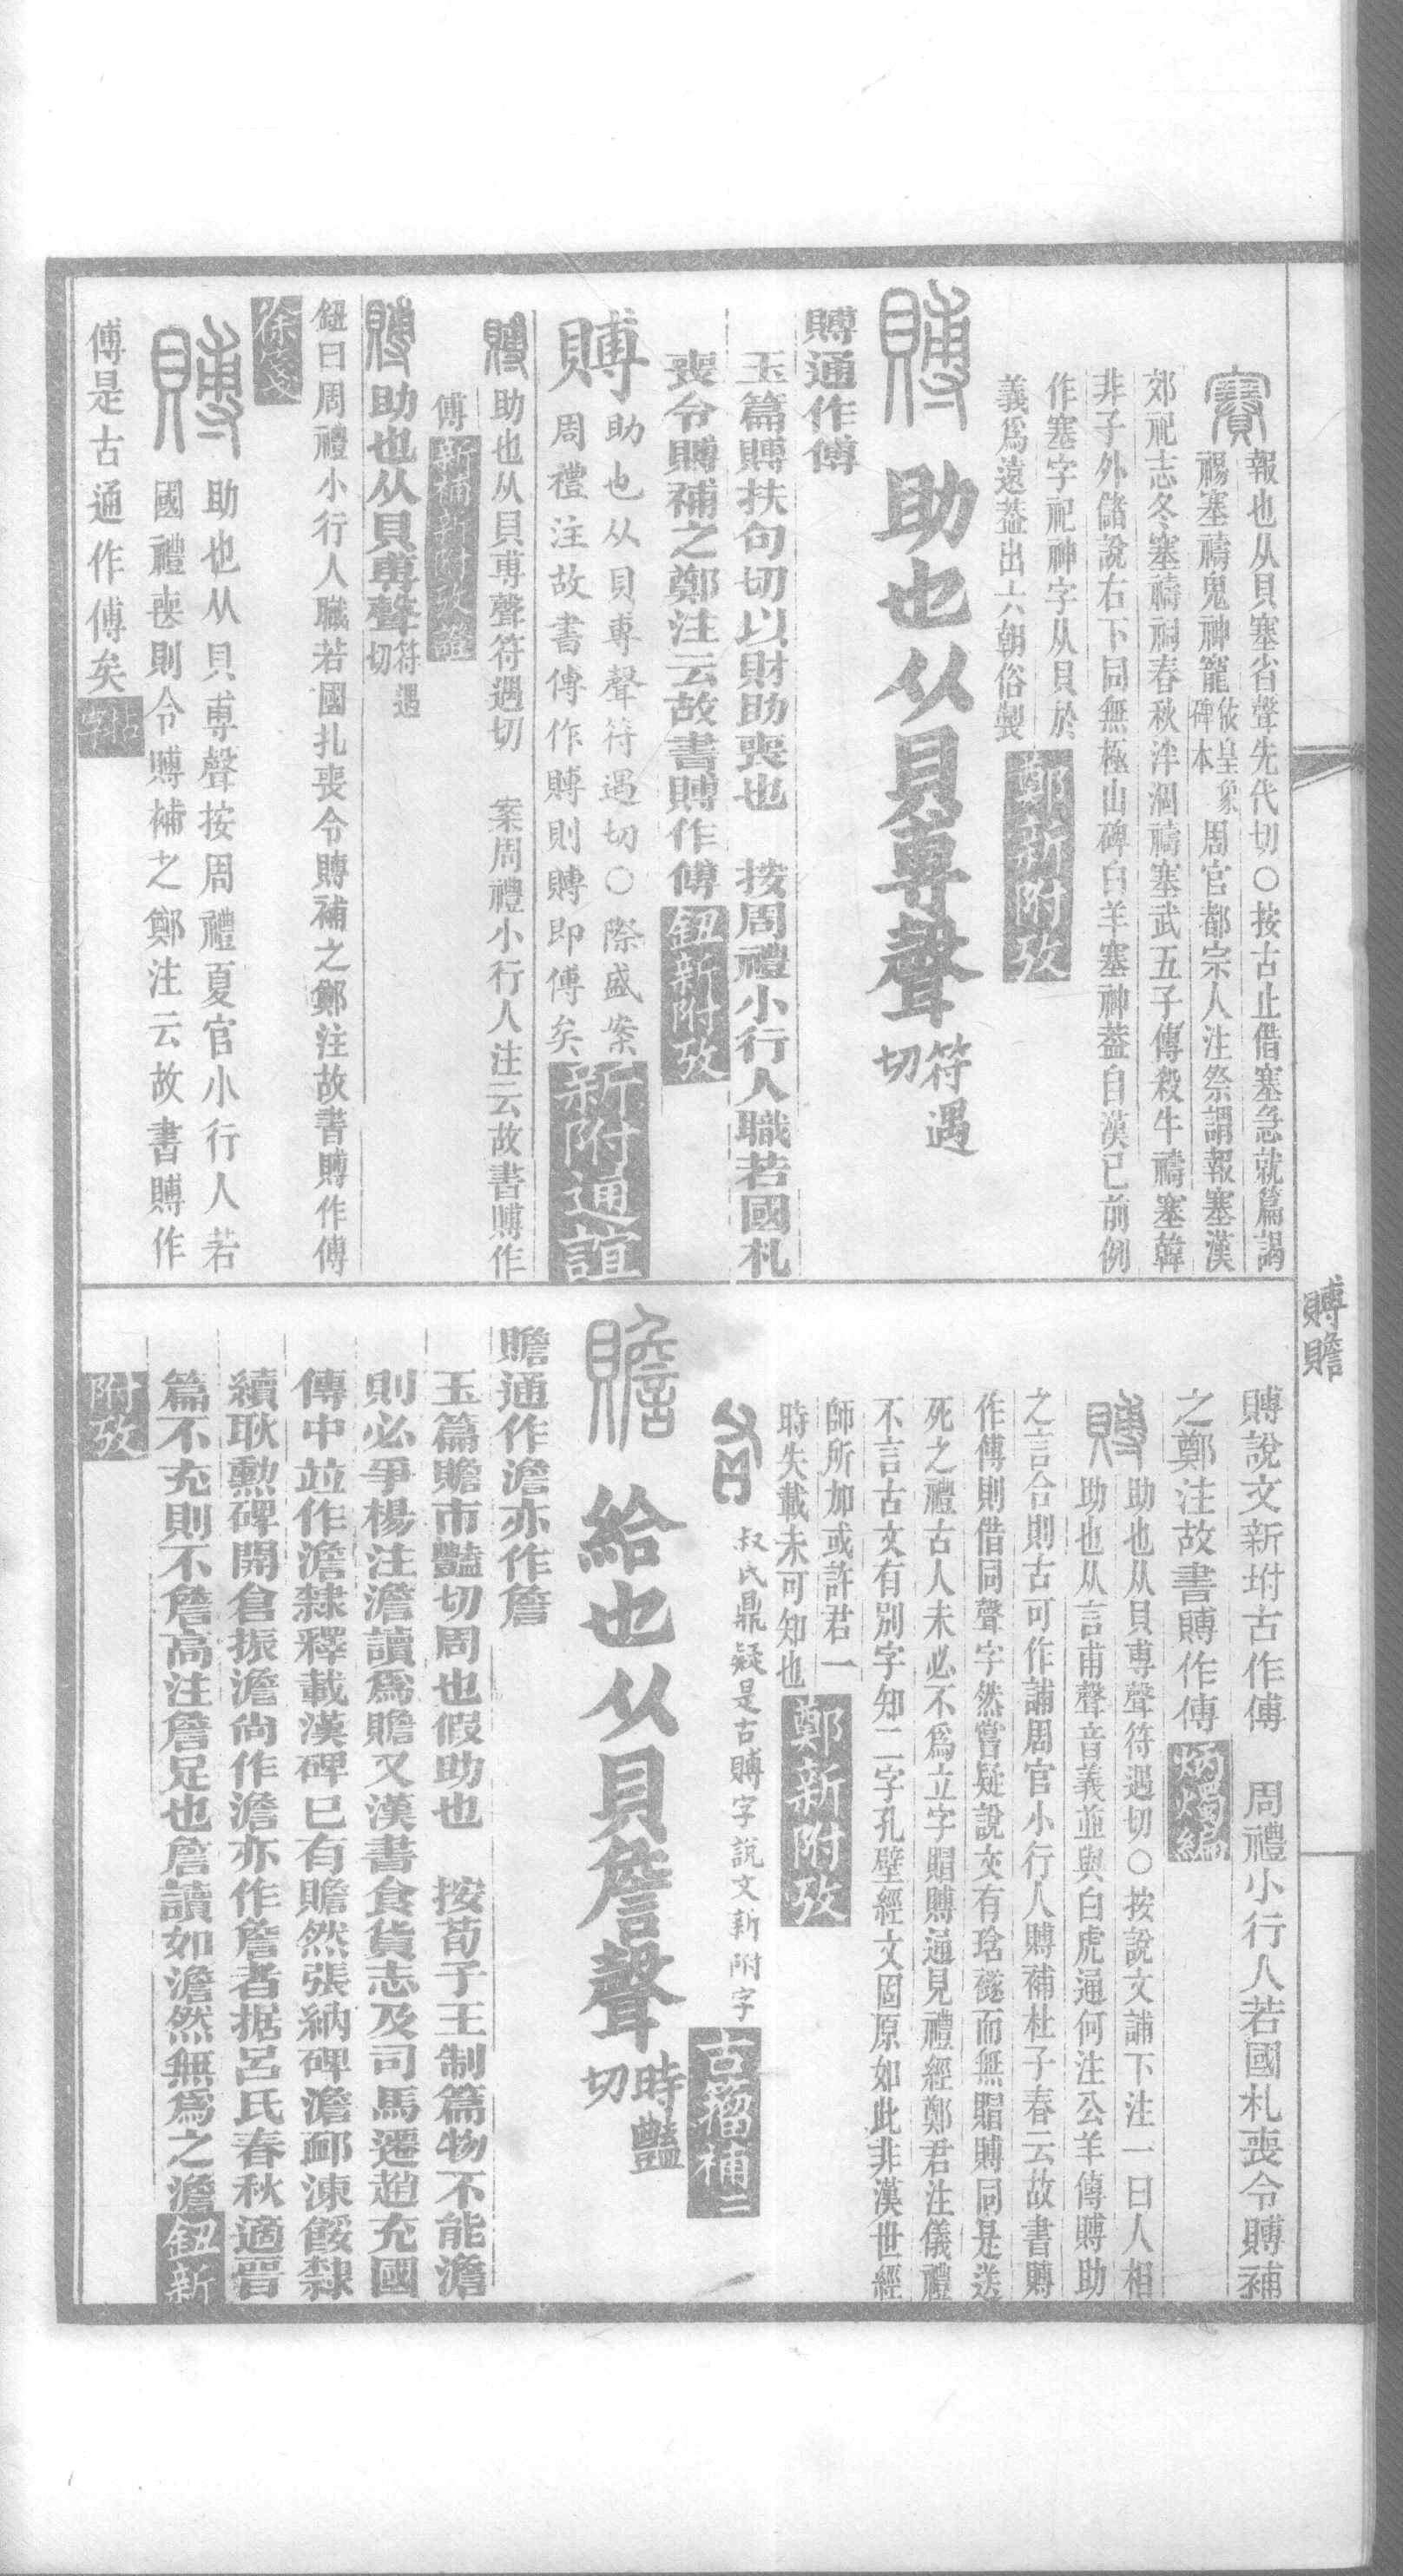 賽
報也从貝塞省聲先代切○按古止借塞急就篇謁
禓塞禱鬼神寵依皇象碑本周官都宗人注祭謂報塞漢
郊祀志冬塞禱祠春秋泮涸禱塞武五子傳殺牛禱塞韓
非子外儲說右下同無極山碑白羊塞神葢自漢已前例
作塞字祀神字从貝於
義爲遠葢出六朝俗製
鄭新附攷
賻
助也从貝尃聲符遇切
賻通作傅
玉篇賻扶句切以財助喪也　按周禮小行人職若國札
喪令賻補之鄭注云故書賻作傅鈕新附攷
賻
助也从貝尃聲符遇切○際盛案
周禮注故書傅作賻則賻即傅矣
新附通誼
賻助也从貝尃聲符遇切　案周禮小行人注云故書賻作
傅新補新附攷證
賻助也从貝尃聲符遇切
鈕曰周禮小行人職若國扎喪令賻補之鄭注故書賻作傅
徐箋
賻
助也从貝尃聲按周禮夏官小行人若
國禮喪則令賻補之鄭注云故書賻作
傅是古通作傅矣拈字
賻贍
賻說文新坿古作傅　周禮小行人若國札喪令賻補
之鄭注故書賻作傅炳燭編
賻
助也从貝尃聲符遇切○按說文誧下注一曰人相
助也从言甫聲音義並與白虎通何注公羊傳賻助
之言合則古可作誧周官小行人賻補杜子春云故書賻
作傅則借同聲字然嘗疑說文有琀襚而無賵賻同是送
死之禮古人未必不爲立字賵賻通見禮經鄭君注儀禮
不言古文有別字知二字孔壁經文固原如此非漢世經
師所加或許君一
時失載未可知也
鄭新附攷
叔氏鼎疑是古賻字說文新附字
古籀補二
贍
給也从貝詹聲時豔切
贍通作澹亦作詹
玉篇贍市豔切周也假助也　按荀子王制篇物不能澹
則必爭楊注澹讀爲贍又漢書食貨志及司馬遷趙充國
傳中竝作澹隸釋載漢碑已有贍然張納碑澹邮凍餒隸
續耿勲碑開倉振澹尚作澹亦作詹者据呂氏春秋適音
篇不充則不詹高注詹足也詹讀如澹然無爲之澹鈕新
附攷